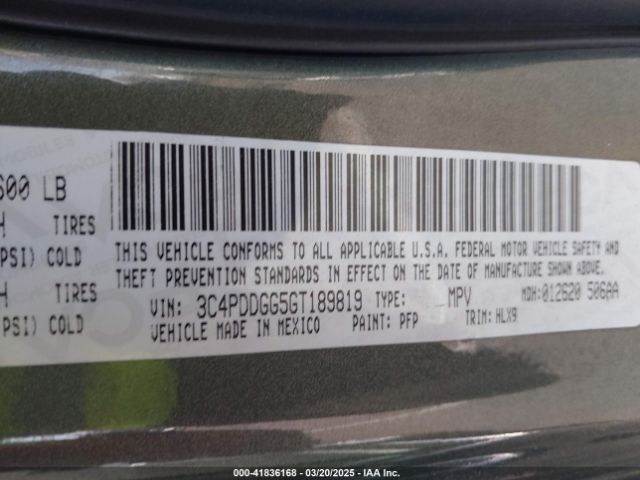 600 LB
TIRES
PSI) COLD
TIRES
PSI) COLD
THIS VEHICLE CONFORMS TO ALL APPLICABLE U.S.A. FEDERAL MOTOR VEHICLE SAFETY AND
THEFT PREVENTION STANDARDS IN EFFECT ON THE DATE OF MANUFACTURE SHOWN ABOVE.
VIN: 3C4PDDGG5GT189819 TYPE: MPV MDH:012620 506AA
VEHICLE MADE IN MEXICO PAINT: PFP TRIM: HLX9
000-41836168 — 03/20/2025 — IAA Inc.